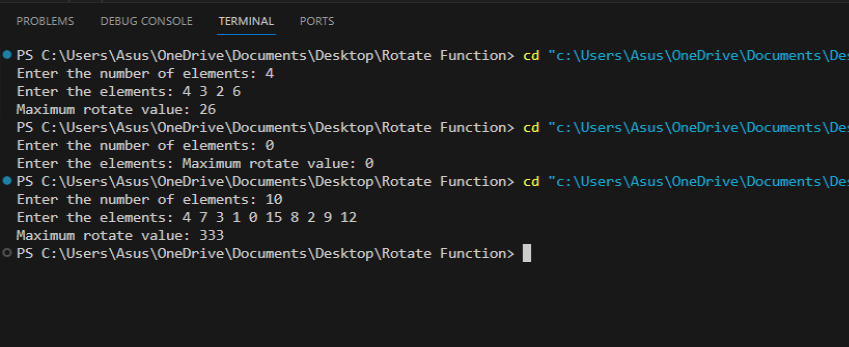 PROBLEMS DEBUG CONSOLE TERMINAL PORTS
PS C:\Users\Asus\OneDrive\Documents\Desktop\Rotate Function> cd "c:\Users\Asus\OneDrive\Documents\Des
Enter the number of elements: 4
Enter the elements: 4 3 2 6
Maximum rotate value: 26
PS C:\Users\Asus\OneDrive\Documents\Desktop\Rotate Function> cd "c:\Users\Asus\OneDrive\Documents\Des
Enter the number of elements: 0
Enter the elements: Maximum rotate value: 0
PS C:\Users\Asus\OneDrive\Documents\Desktop\Rotate Function> cd "c:\Users\Asus\OneDrive\Documents\Des
Enter the number of elements: 10
Enter the elements: 4 7 3 1 0 15 8 2 9 12
Maximum rotate value: 333
PS C:\Users\Asus\OneDrive\Documents\Desktop\Rotate Function>